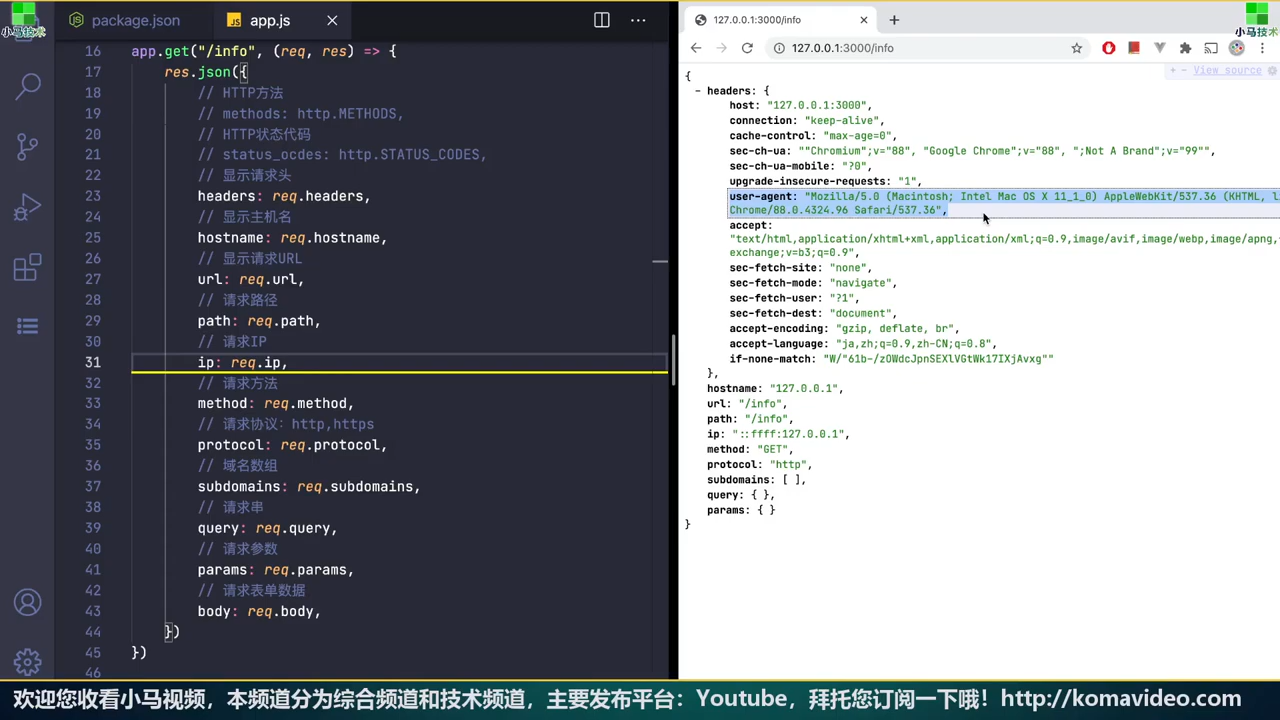 package.json
app.js
小马技术
16 app.get("/info", (req, res) => {
17 res.json({
18 // HTTP方法
19 // methods: http.METHODS,
20 // HTTP状态代码
21 // status_ocdes: http.STATUS_CODES,
22 // 显示请求头
23 headers: req.headers,
24 // 显示主机名
25 hostname: req.hostname,
26 // 显示请求URL
27 url: req.url,
28 // 请求路径
29 path: req.path,
30 // 请求IP
31 ip: req.ip,
32 // 请求方法
33 method: req.method,
34 // 请求协议：http,https
35 protocol: req.protocol,
36 // 域名数组
37 subdomains: req.subdomains,
38 // 请求串
39 query: req.query,
40 // 请求参数
41 params: req.params,
42 // 请求表单数据
43 body: req.body,
44 })
45 })
46
127.0.0.1:3000/info
小马技术
127.0.0.1:3000/info
+ - View source
{
- headers: {
host: "127.0.0.1:3000",
connection: "keep-alive",
cache-control: "max-age=0",
sec-ch-ua: ""Chromium";v="88", "Google Chrome";v="88", ";Not A Brand";v="99"",
sec-ch-ua-mobile: "?0",
upgrade-insecure-requests: "1",
user-agent: "Mozilla/5.0 (Macintosh; Intel Mac OS X 11_1_0) AppleWebKit/537.36 (KHTML, li
Chrome/88.0.4324.96 Safari/537.36",
accept:
"text/html,application/xhtml+xml,application/xml;q=0.9,image/avif,image/webp,image/apng,
exchange;v=b3;q=0.9",
sec-fetch-site: "none",
sec-fetch-mode: "navigate",
sec-fetch-user: "?1",
sec-fetch-dest: "document",
accept-encoding: "gzip, deflate, br",
accept-language: "ja,zh;q=0.9,zh-CN;q=0.8",
if-none-match: "W/"61b-/zOWdcJpnSEXlVGtWk17IXjAvxg""
},
hostname: "127.0.0.1",
url: "/info",
path: "/info",
ip: "::ffff:127.0.0.1",
method: "GET",
protocol: "http",
subdomains: [ ],
query: { },
params: { }
}
欢迎您收看小马视频，本频道分为综合频道和技术频道，主要发布平台：Youtube，拜托您订阅一下哦！http://komavideo.com